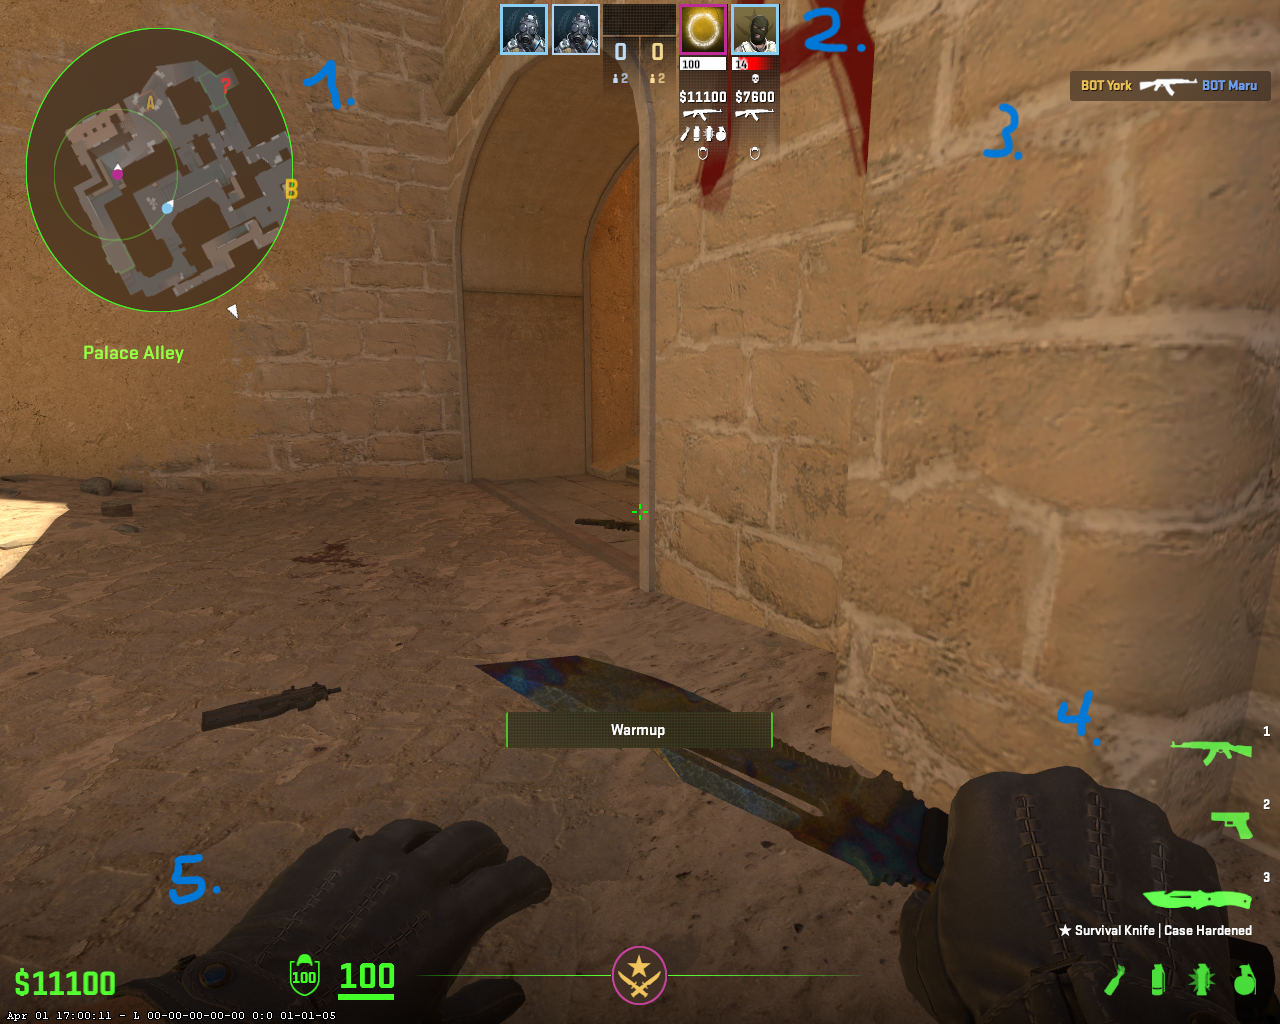 1.
2.
3.
4.
5.
A
?
B
Palace Alley
0 0
2 2
100 14
$11100 $7600
BOT York BOT Maru
Warmup
1
2
3
★ Survival Knife | Case Hardened
$11100
100
100
Apr 01 17:00:11 - L 00-00-00-00-00 0:0 01-01-05